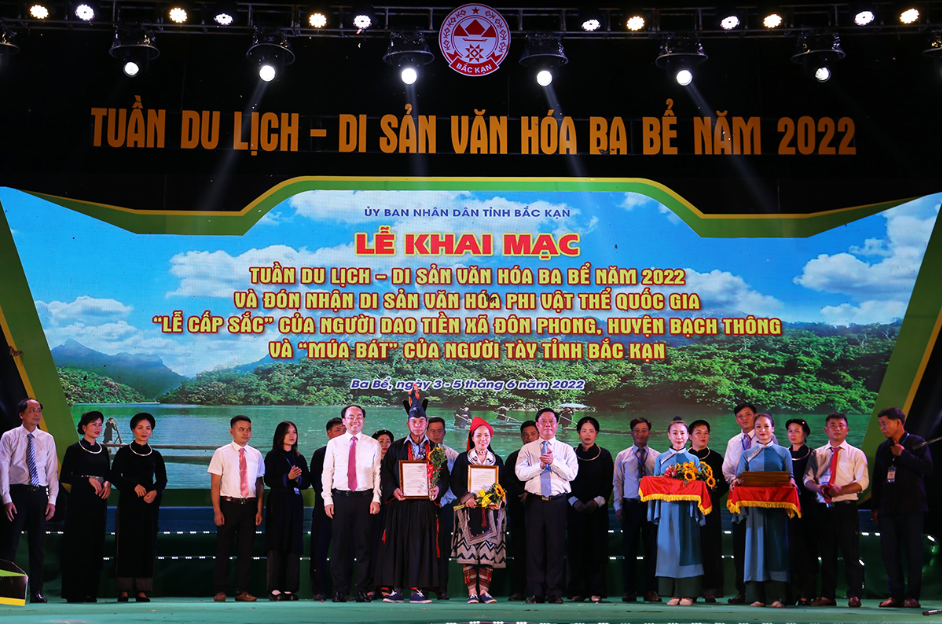 BẮC KẠN
TUẦN DU LỊCH – DI SẢN VĂN HÓA BA BỂ NĂM 2022
ỦY BAN NHÂN DÂN TỈNH BẮC KẠN
LỄ KHAI MẠC
TUẦN DU LỊCH – DI SẢN VĂN HÓA BA BỂ NĂM 2022
VÀ ĐÓN NHẬN DI SẢN VĂN HÓA PHI VẬT THỂ QUỐC GIA
“LỄ CẤP SẮC” CỦA NGƯỜI DAO TIỀN XÃ ĐÔN PHONG, HUYỆN BẠCH THÔNG
VÀ “MÚA BÁT” CỦA NGƯỜI TÀY TỈNH BẮC KẠN
Ba Bể, ngày 3 - 5 tháng 6 năm 2022